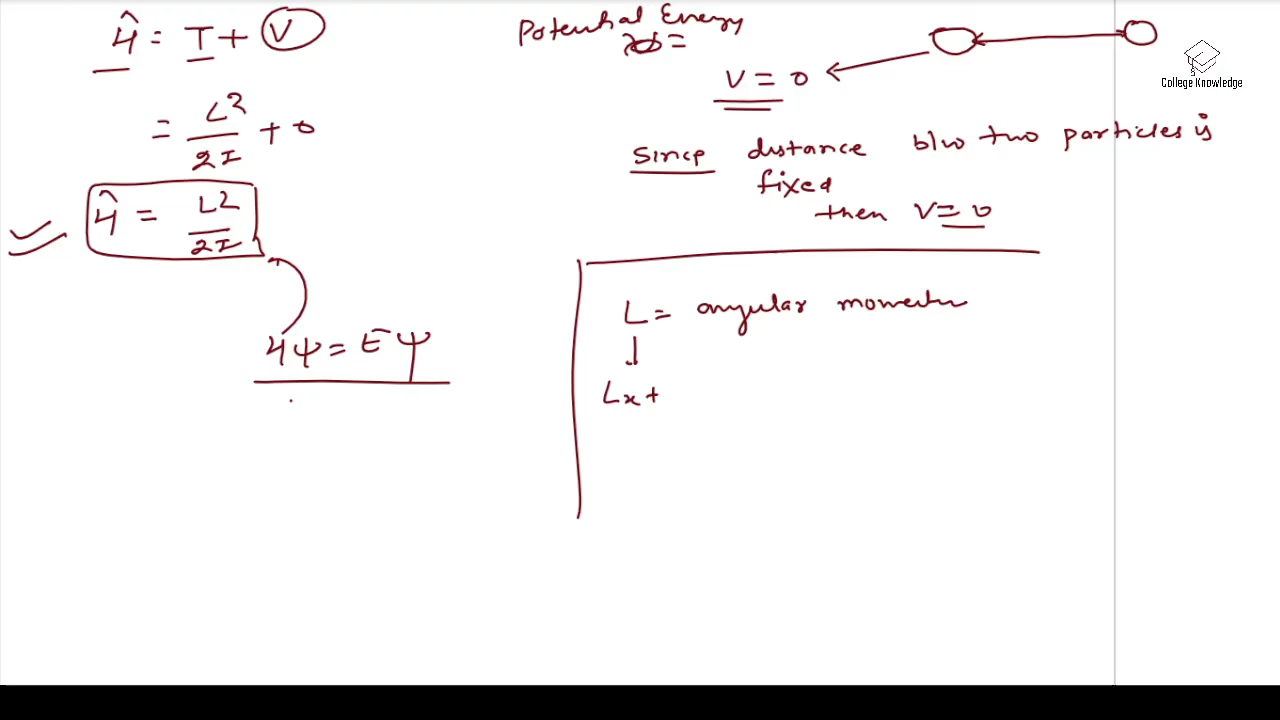 Ĥ = T + V
= L²/2I + 0
Ĥ = L²/2I
Hψ = Eψ
Potential Energy
=
V = 0
College Knowledge
Since distance b/w two particles is
fixed
then V = 0
L = angular momentu
↓
Lx +